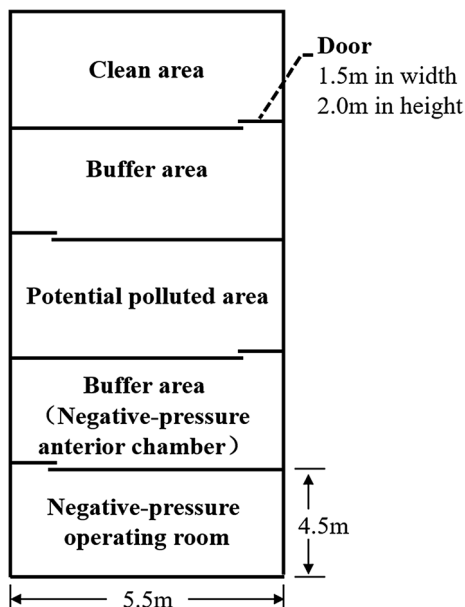 Clean area
Door
1.5m in width
2.0m in height
Buffer area
Potential polluted area
Buffer area
（Negative-pressure
anterior chamber）
Negative-pressure
operating room
4.5m
5.5m